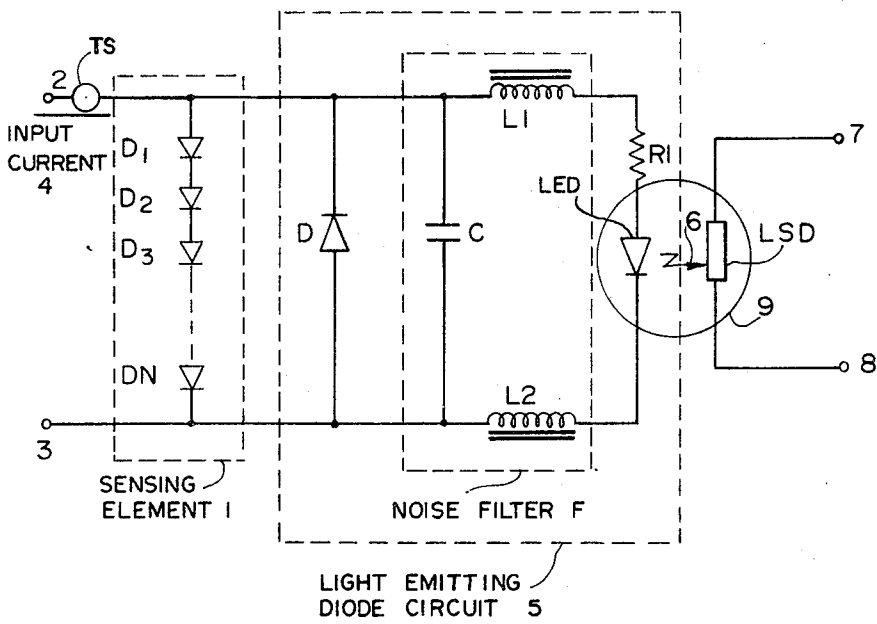 TS
2
INPUT
CURRENT
4
D1
D2
D3
DN
3
SENSING
ELEMENT 1
D
C
L1
L2
NOISE FILTER F
R1
LED
6
LSD
9
7
8
LIGHT EMITTING
DIODE CIRCUIT 5